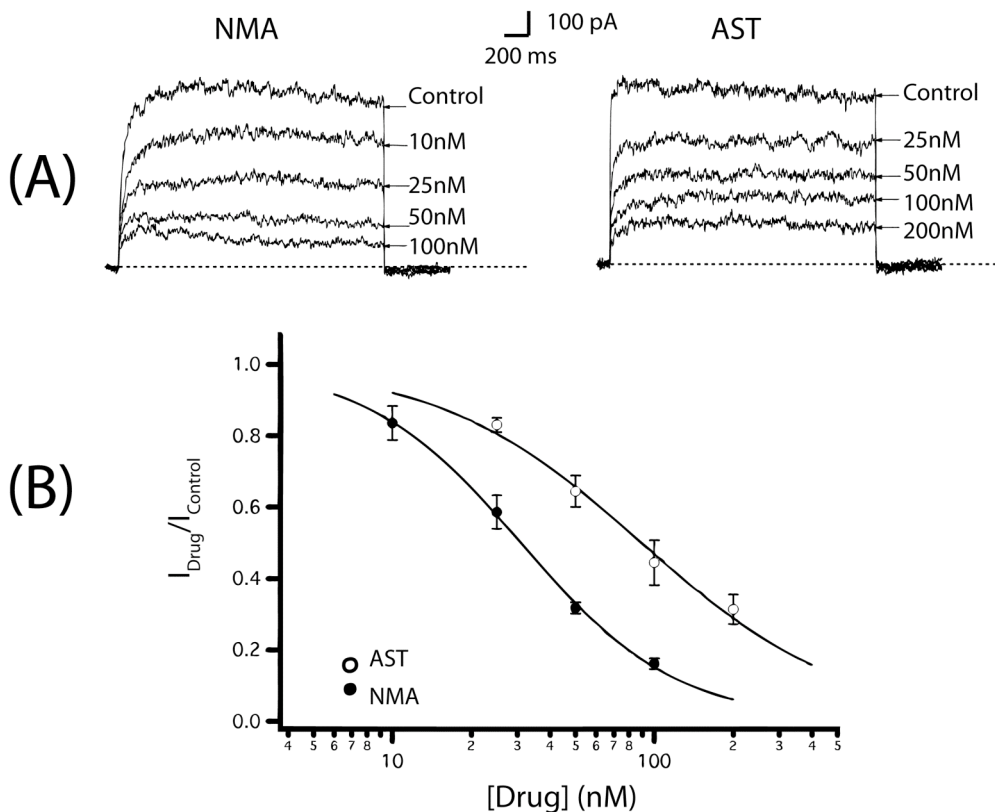 NMA
100 pA
200 ms
AST
(A)
Control
10nM
25nM
50nM
100nM
Control
25nM
50nM
100nM
200nM
(B)
I_Drug/I_Control
1.0
0.8
0.6
0.4
0.2
0.0
AST
NMA
4 5 6 7 8 10 2 3 4 5 6 7 8 100 2 3 4 5
[Drug] (nM)